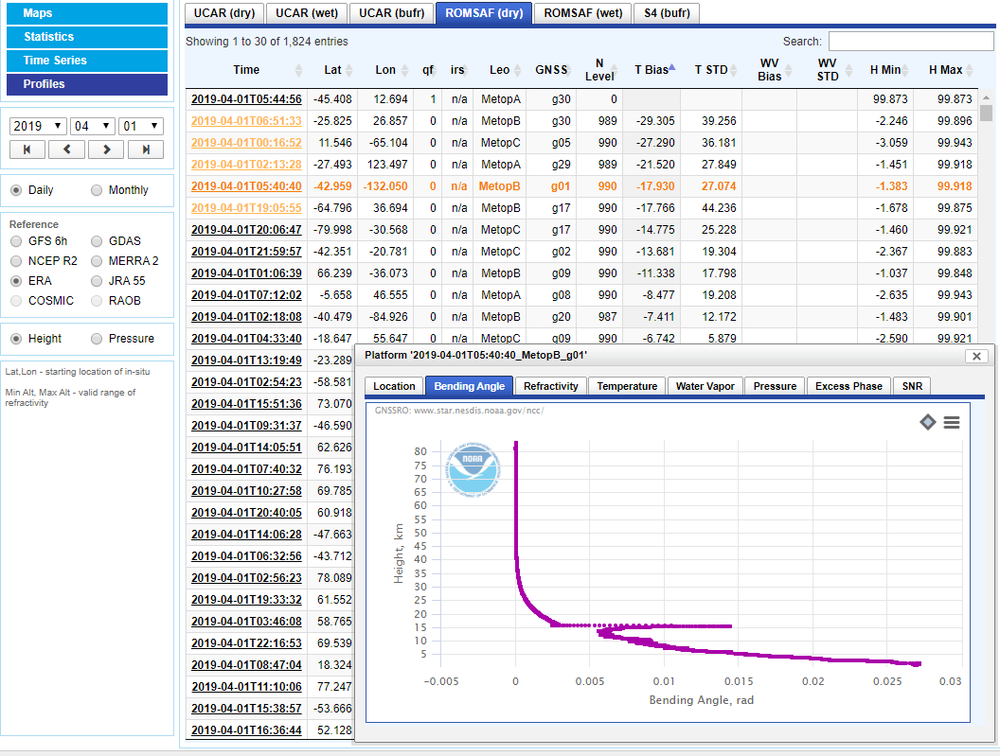 Maps
Statistics
Time Series
Profiles
2019 04 01
Daily Monthly
Reference
GFS 6h GDAS
NCEP R2 MERRA 2
ERA JRA 55
COSMIC RAOB
Height Pressure
Lat,Lon - starting location of in-situ
Min Alt, Max Alt - valid range of
refractivity
UCAR (dry) UCAR (wet) UCAR (bufr) ROMSAF (dry) ROMSAF (wet) S4 (bufr)
Showing 1 to 30 of 1,824 entries Search:
Time Lat Lon qf irs Leo GNSS N Level T Bias T STD WV Bias WV STD H Min H Max
2019-04-01T05:44:56 -45.408 12.694 1 n/a MetopA g30 0 99.873 99.873
2019-04-01T06:51:33 -25.825 26.857 0 n/a MetopB g30 989 -29.305 39.256 -2.246 99.896
2019-04-01T00:16:52 11.546 -65.104 0 n/a MetopC g05 990 -27.290 36.181 -3.059 99.943
2019-04-01T02:13:28 -27.493 123.497 0 n/a MetopA g29 989 -21.520 27.849 -1.451 99.918
2019-04-01T05:40:40 -42.959 -132.050 0 n/a MetopB g01 990 -17.930 27.074 -1.383 99.918
2019-04-01T19:05:55 -64.796 36.694 0 n/a MetopB g17 990 -17.766 44.236 -1.678 99.875
2019-04-01T20:06:47 -79.998 -30.568 0 n/a MetopC g17 990 -14.775 25.228 -1.460 99.921
2019-04-01T21:59:57 -42.351 -20.781 0 n/a MetopC g02 990 -13.681 19.304 -2.367 99.883
2019-04-01T01:06:39 66.239 -36.073 0 n/a MetopB g09 990 -11.338 17.798 -1.037 99.848
2019-04-01T07:12:02 -5.658 46.555 0 n/a MetopA g08 990 -8.477 19.208 -2.635 99.943
2019-04-01T02:18:08 -40.479 -84.926 0 n/a MetopB g20 987 -7.411 12.172 -1.483 99.901
2019-04-01T04:33:40 -18.647 55.647 0 n/a MetopC g09 990 -6.742 5.879 -2.590 99.921
2019-04-01T13:19:49 -23.289
2019-04-01T02:54:23 -58.581
2019-04-01T15:51:36 73.070
2019-04-01T09:31:37 -46.590
2019-04-01T14:05:51 62.626
2019-04-01T07:40:32 76.193
2019-04-01T10:27:58 69.785
2019-04-01T20:40:05 60.918
2019-04-01T14:06:28 -47.663
2019-04-01T06:32:56 -43.712
2019-04-01T02:56:23 78.089
2019-04-01T19:33:32 61.552
2019-04-01T03:46:08 58.765
2019-04-01T22:16:53 69.539
2019-04-01T08:47:04 18.324
2019-04-01T11:10:06 77.247
2019-04-01T15:38:57 -53.666
2019-04-01T16:36:44 52.128
Platform '2019-04-01T05:40:40_MetopB_g01'
Location Bending Angle Refractivity Temperature Water Vapor Pressure Excess Phase SNR
GNSSRO: www.star.nesdis.noaa.gov/ncc/
NOAA
Height, km
80
75
70
65
60
55
50
45
40
35
30
25
20
15
10
5
-0.005 0 0.005 0.01 0.015 0.02 0.025 0.03
Bending Angle, rad